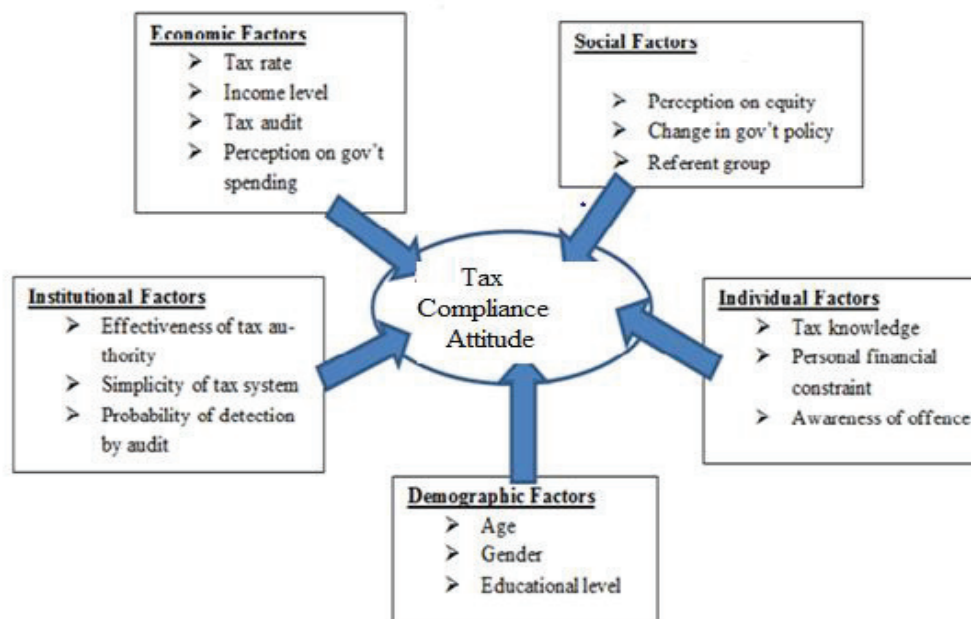 Economic Factors
Tax rate
Income level
Tax audit
Perception on gov't
spending
Social Factors
Perception on equity
Change in gov't policy
Referent group
Tax
Compliance
Attitude
Institutional Factors
Effectiveness of tax au-
thority
Simplicity of tax system
Probability of detection
by audit
Individual Factors
Tax knowledge
Personal financial
constraint
Awareness of offence
Demographic Factors
Age
Gender
Educational level